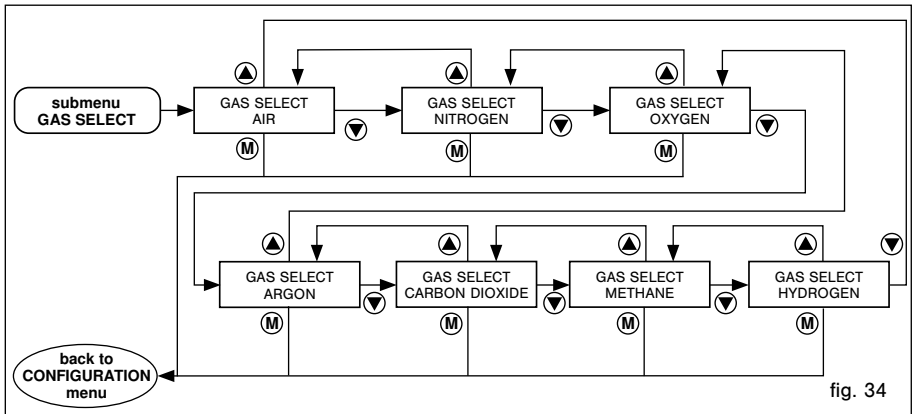 submenu
GAS SELECT
GAS SELECT
AIR
GAS SELECT
NITROGEN
GAS SELECT
OXYGEN
M
M
M
GAS SELECT
ARGON
GAS SELECT
CARBON DIOXIDE
GAS SELECT
METHANE
GAS SELECT
HYDROGEN
M
M
M
M
back to
CONFIGURATION
menu
fig. 34